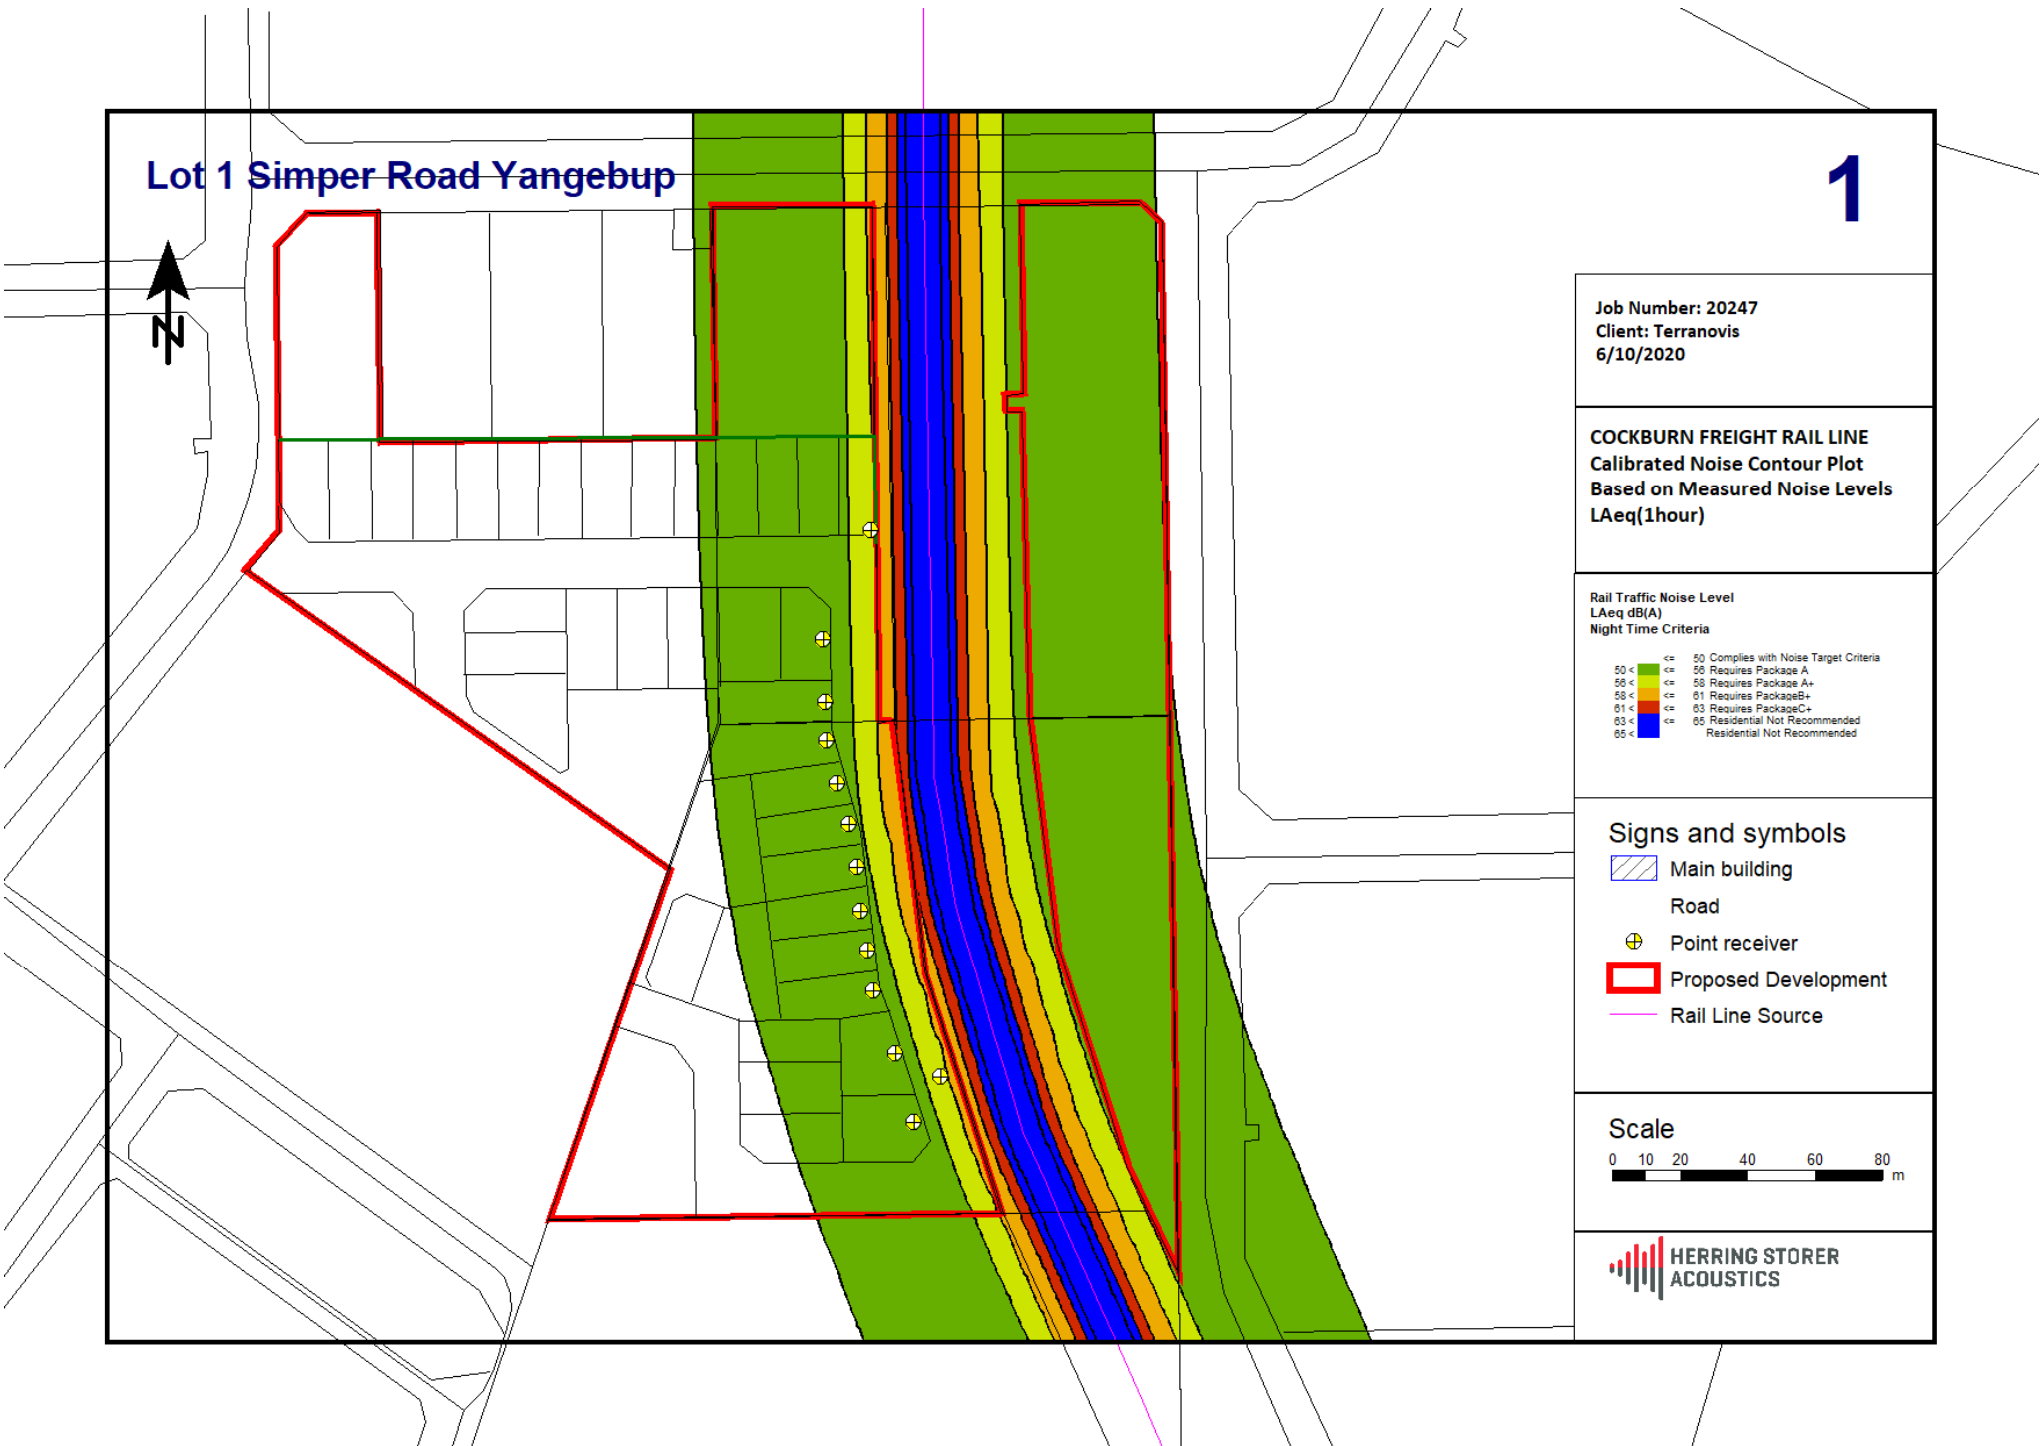 Lot 1 Simper Road Yangebup
1
N
Job Number: 20247
Client: Terranovis
6/10/2020
COCKBURN FREIGHT RAIL LINE
Calibrated Noise Contour Plot
Based on Measured Noise Levels
LAeq(1hour)
Rail Traffic Noise Level
LAeq dB(A)
Night Time Criteria
<= 50 Complies with Noise Target Criteria
50 < <= 56 Requires Package A
56 < <= 58 Requires Package A+
58 < <= 61 Requires PackageB+
61 < <= 63 Requires PackageC+
63 < <= 65 Residential Not Recommended
65 < Residential Not Recommended
Signs and symbols
Main building
Road
Point receiver
Proposed Development
Rail Line Source
Scale
0 10 20 40 60 80
m
HERRING STORER
ACOUSTICS